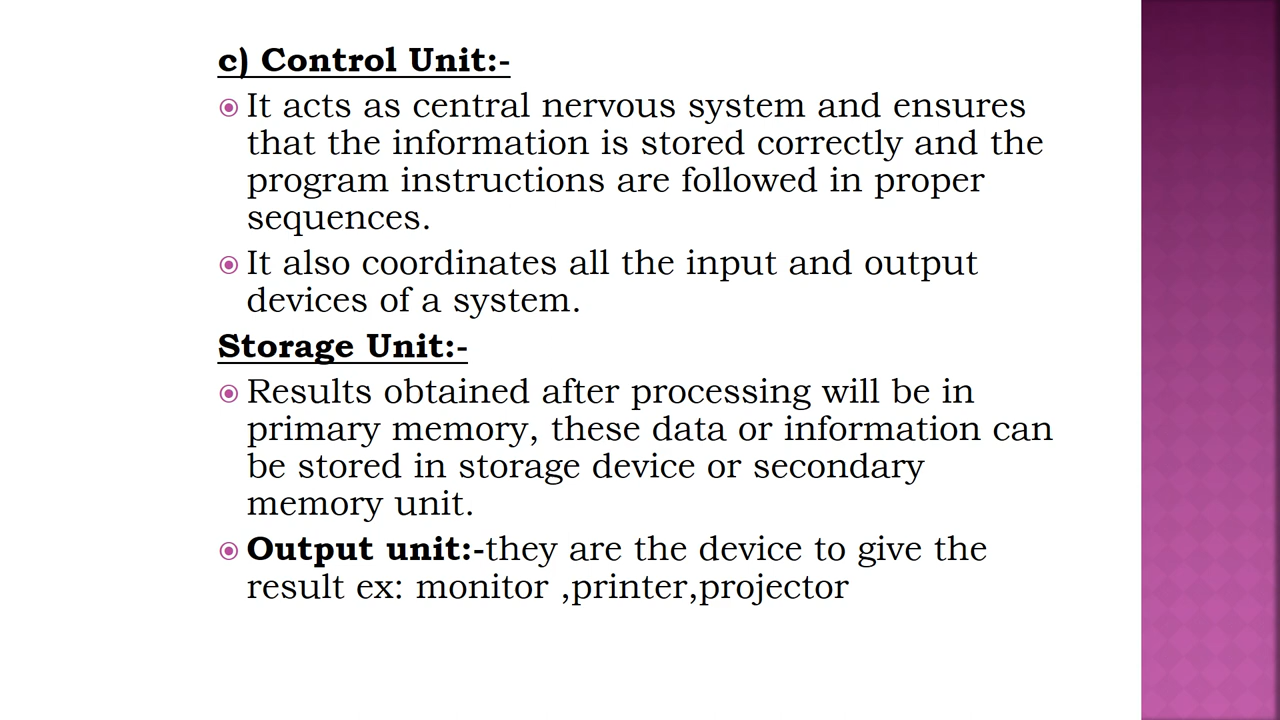 c) Control Unit:-
It acts as central nervous system and ensures
that the information is stored correctly and the
program instructions are followed in proper
sequences.
It also coordinates all the input and output
devices of a system.
Storage Unit:-
Results obtained after processing will be in
primary memory, these data or information can
be stored in storage device or secondary
memory unit.
Output unit:-they are the device to give the
result ex: monitor ,printer,projector